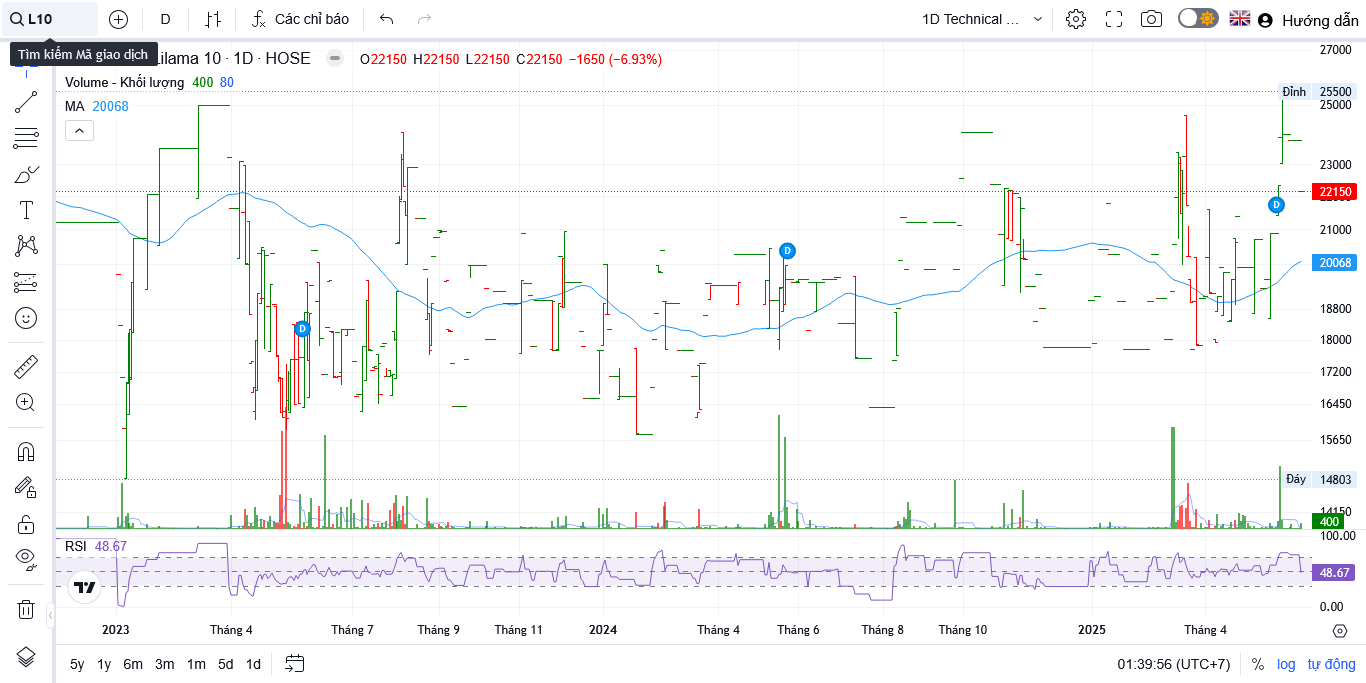 L10
D
Các chỉ báo
1D Technical ...
Hướng dẫn
Tìm kiếm Mã giao dịch
Lilama 10 · 1D · HOSE
O22150 H22150 L22150 C22150 −1650 (−6.93%)
Volume - Khối lượng 400 80
MA 20068
27000
Đỉnh 25500
25000
23000
22150
21000
D
D
D
20068
18800
18000
17200
16450
15650
Đáy 14803
14150
400
RSI 48.67
100.00
48.67
0.00
2023 Tháng 4 Tháng 7 Tháng 9 Tháng 11 2024 Tháng 4 Tháng 6 Tháng 8 Tháng 10 2025 Tháng 4
5y 1y 6m 3m 1m 5d 1d
01:39:56 (UTC+7) % log tự động